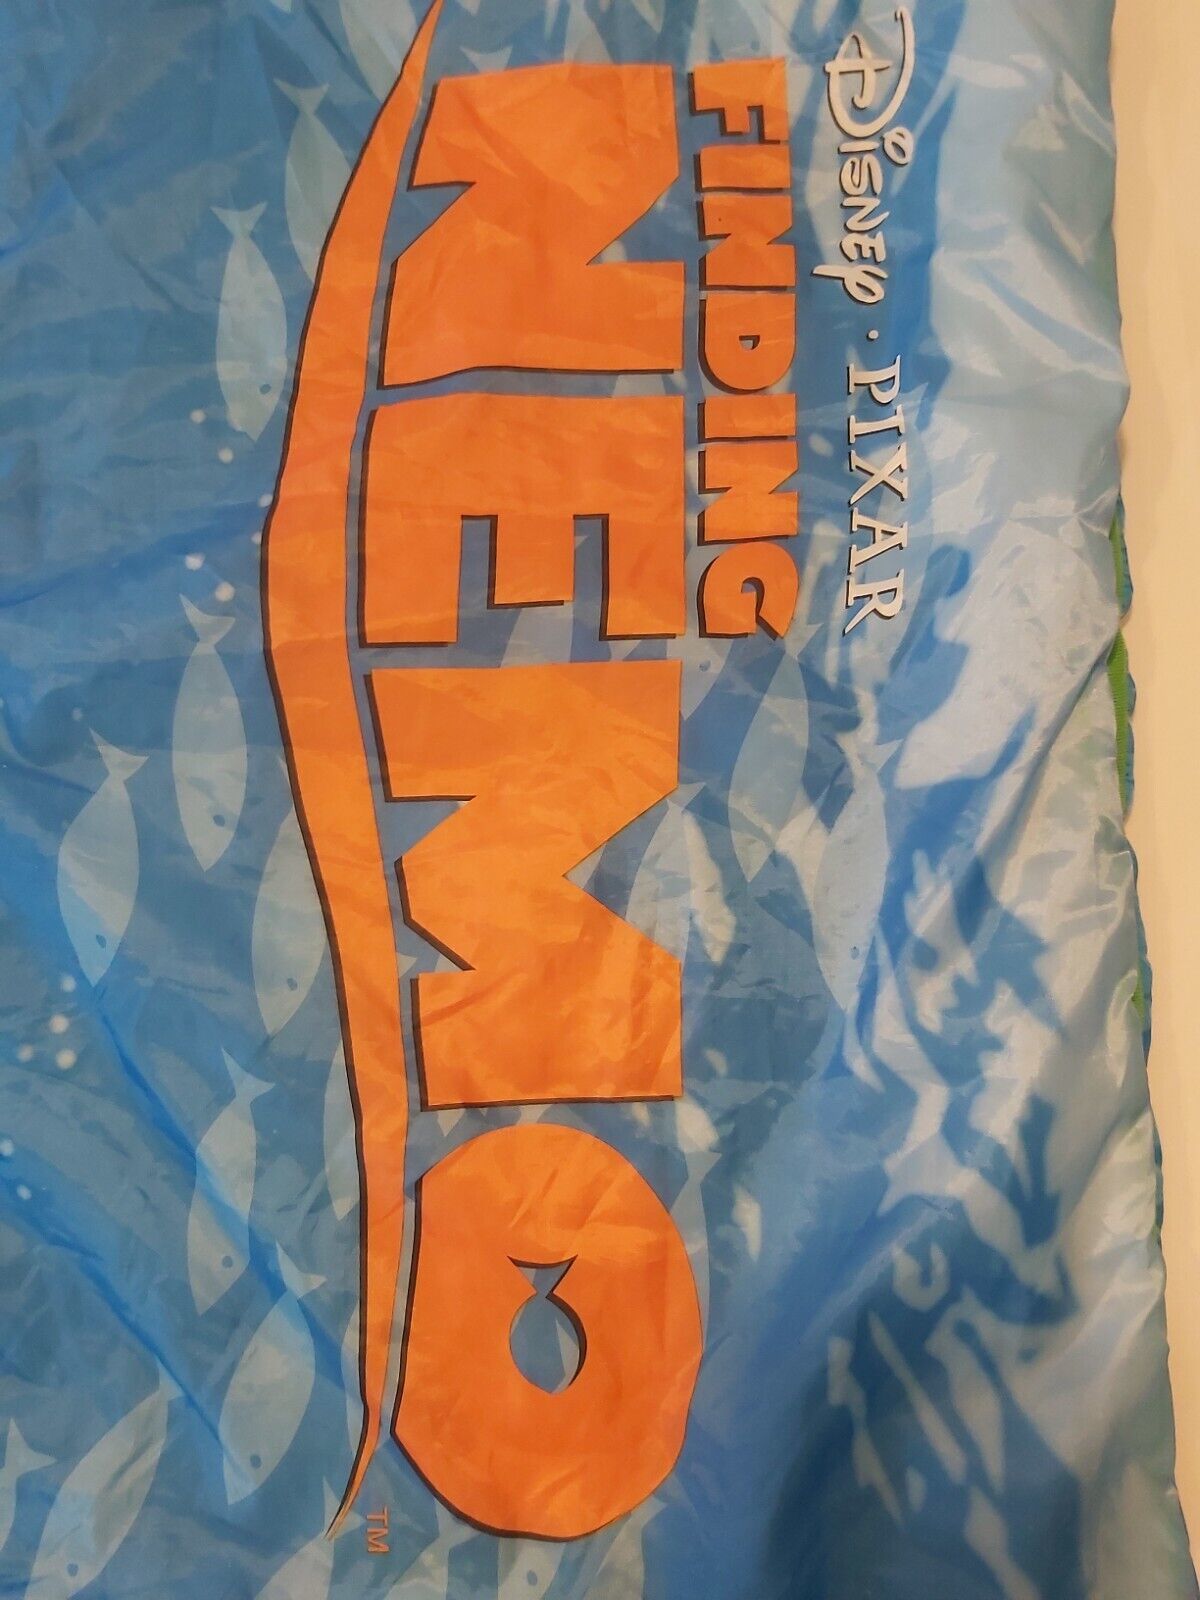 Disney · PIXAR
FINDING
NEMO
TM